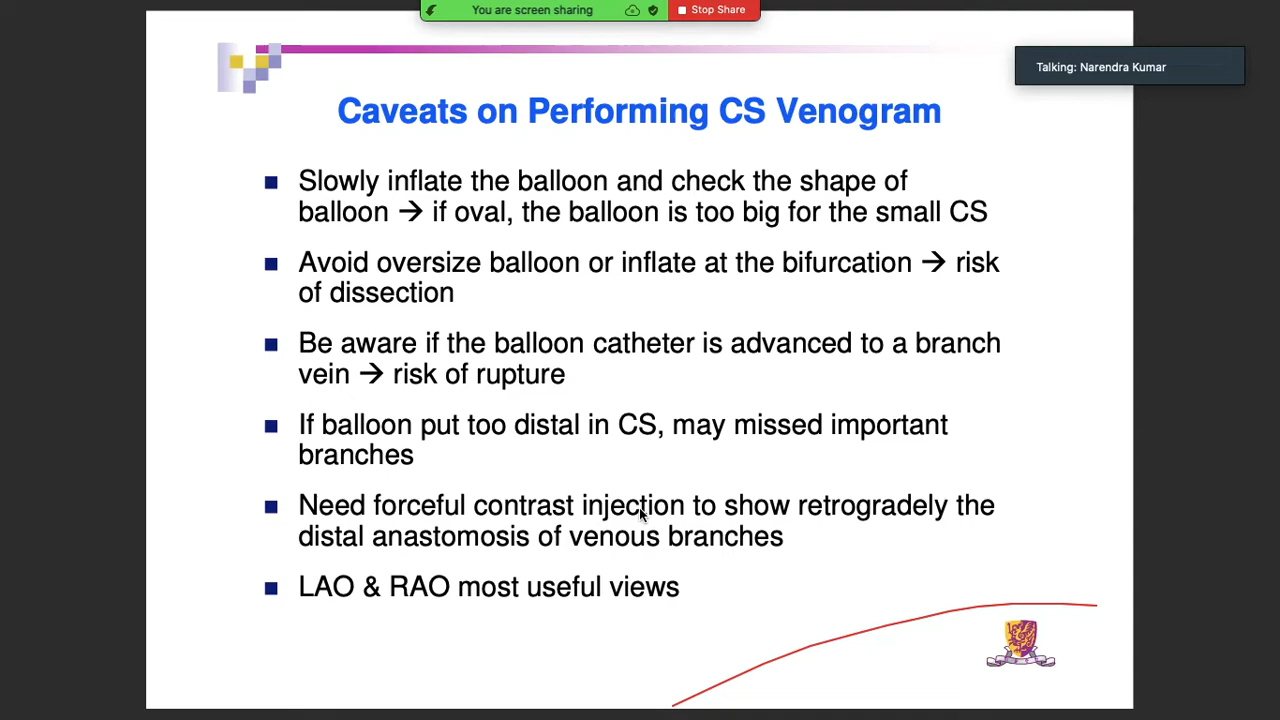 You are screen sharing
Stop Share
Talking: Narendra Kumar
Caveats on Performing CS Venogram
Slowly inflate the balloon and check the shape of
balloon → if oval, the balloon is too big for the small CS
Avoid oversize balloon or inflate at the bifurcation → risk
of dissection
Be aware if the balloon catheter is advanced to a branch
vein → risk of rupture
If balloon put too distal in CS, may missed important
branches
Need forceful contrast injection to show retrogradely the
distal anastomosis of venous branches
LAO & RAO most useful views